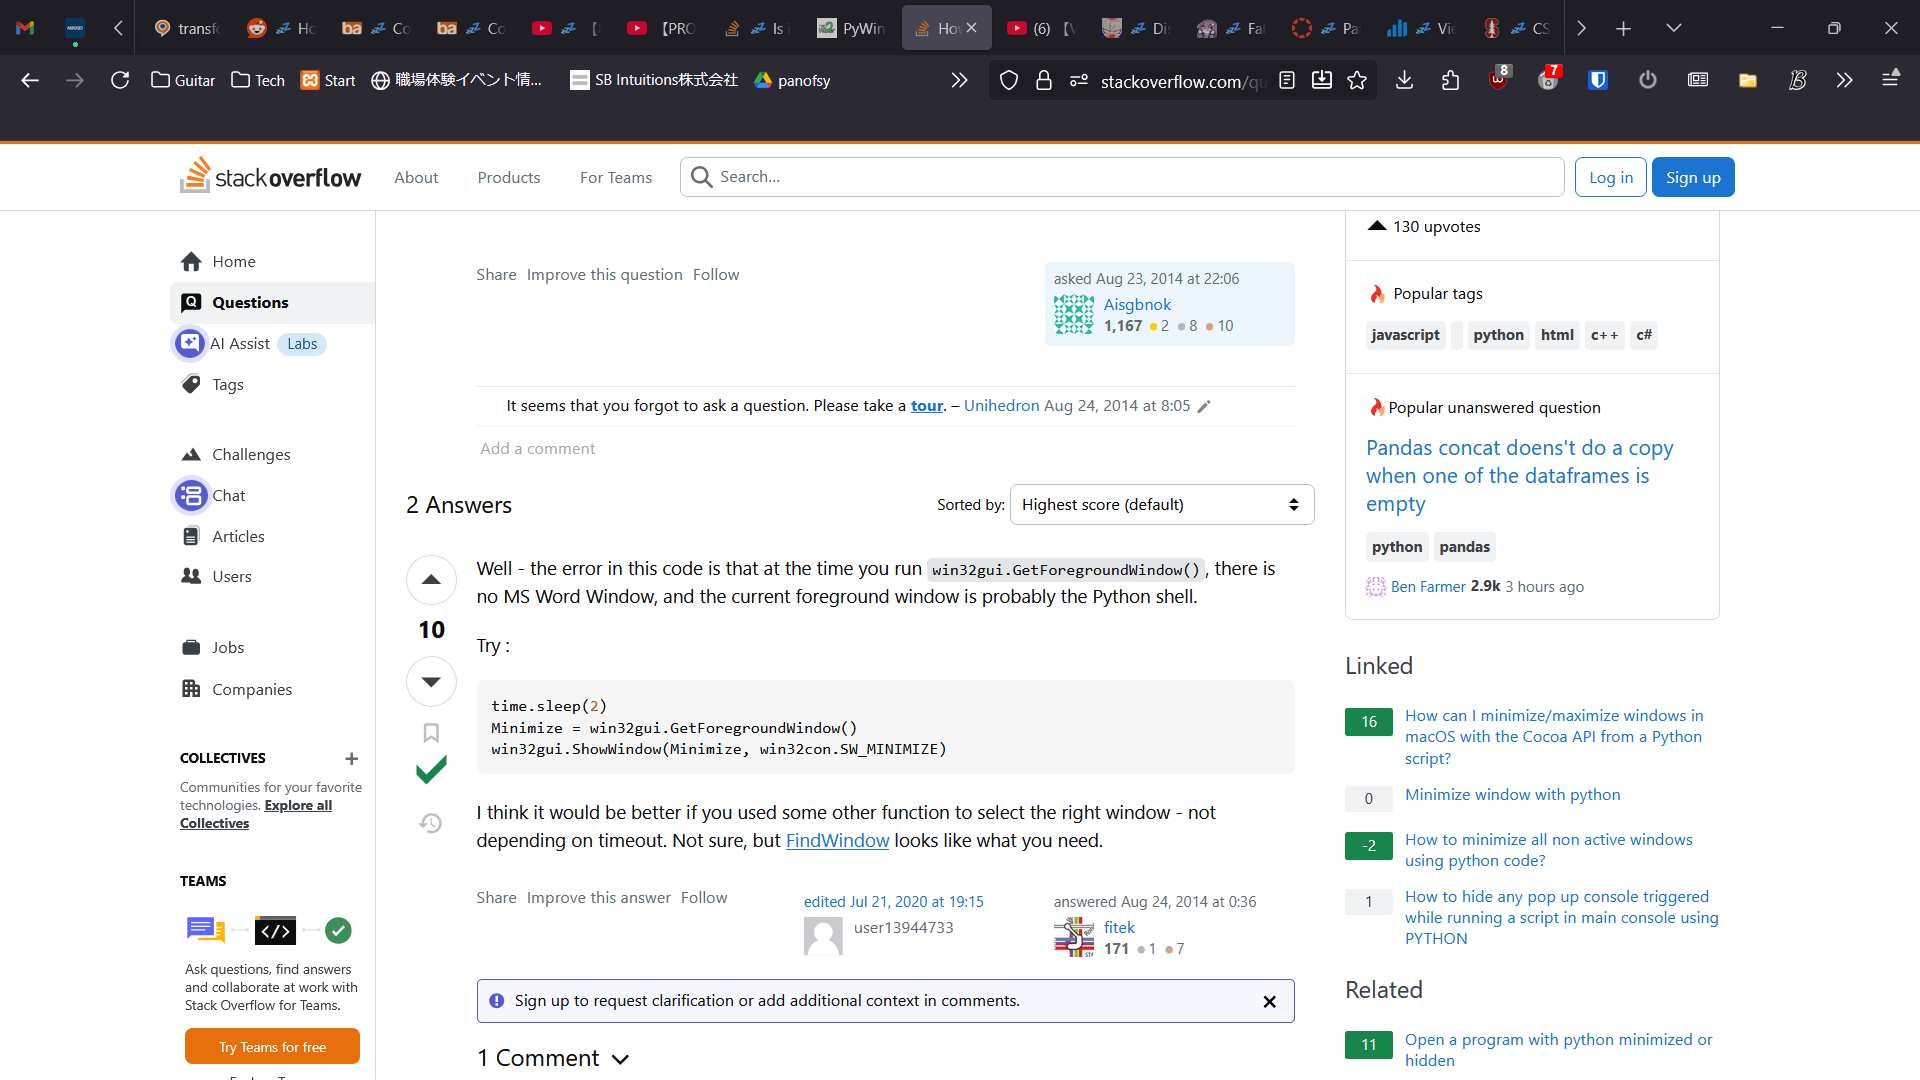 transfo
Ho
Co
Co
【
【PRO
Is i
PyWin
How
(6) 【V
Dis
Fal
Pa
Vie
CS
Guitar
Tech
Start
職場体験イベント情...
SB Intuitions株式会社
panofsy
stackoverflow.com/qu
8
7
stackoverflow
About
Products
For Teams
Search...
Log in
Sign up
Home
Questions
AI Assist
Labs
Tags
Challenges
Chat
Articles
Users
Jobs
Companies
COLLECTIVES
Communities for your favorite
technologies. Explore all
Collectives
TEAMS
Ask questions, find answers
and collaborate at work with
Stack Overflow for Teams.
Try Teams for free
Share Improve this question Follow
asked Aug 23, 2014 at 22:06
Aisgbnok
1,167 2 8 10
It seems that you forgot to ask a question. Please take a tour. – Unihedron Aug 24, 2014 at 8:05
Add a comment
2 Answers
Sorted by:
Highest score (default)
10
Well - the error in this code is that at the time you run win32gui.GetForegroundWindow(), there is
no MS Word Window, and the current foreground window is probably the Python shell.
Try :
time.sleep(2)
Minimize = win32gui.GetForegroundWindow()
win32gui.ShowWindow(Minimize, win32con.SW_MINIMIZE)
I think it would be better if you used some other function to select the right window - not
depending on timeout. Not sure, but FindWindow looks like what you need.
Share Improve this answer Follow
edited Jul 21, 2020 at 19:15
user13944733
answered Aug 24, 2014 at 0:36
fitek
171 1 7
Sign up to request clarification or add additional context in comments.
1 Comment
130 upvotes
Popular tags
javascript
python
html
c++
c#
Popular unanswered question
Pandas concat doens't do a copy
when one of the dataframes is
empty
python
pandas
Ben Farmer 2.9k 3 hours ago
Linked
16
How can I minimize/maximize windows in
macOS with the Cocoa API from a Python
script?
0
Minimize window with python
-2
How to minimize all non active windows
using python code?
1
How to hide any pop up console triggered
while running a script in main console using
PYTHON
Related
11
Open a program with python minimized or
hidden